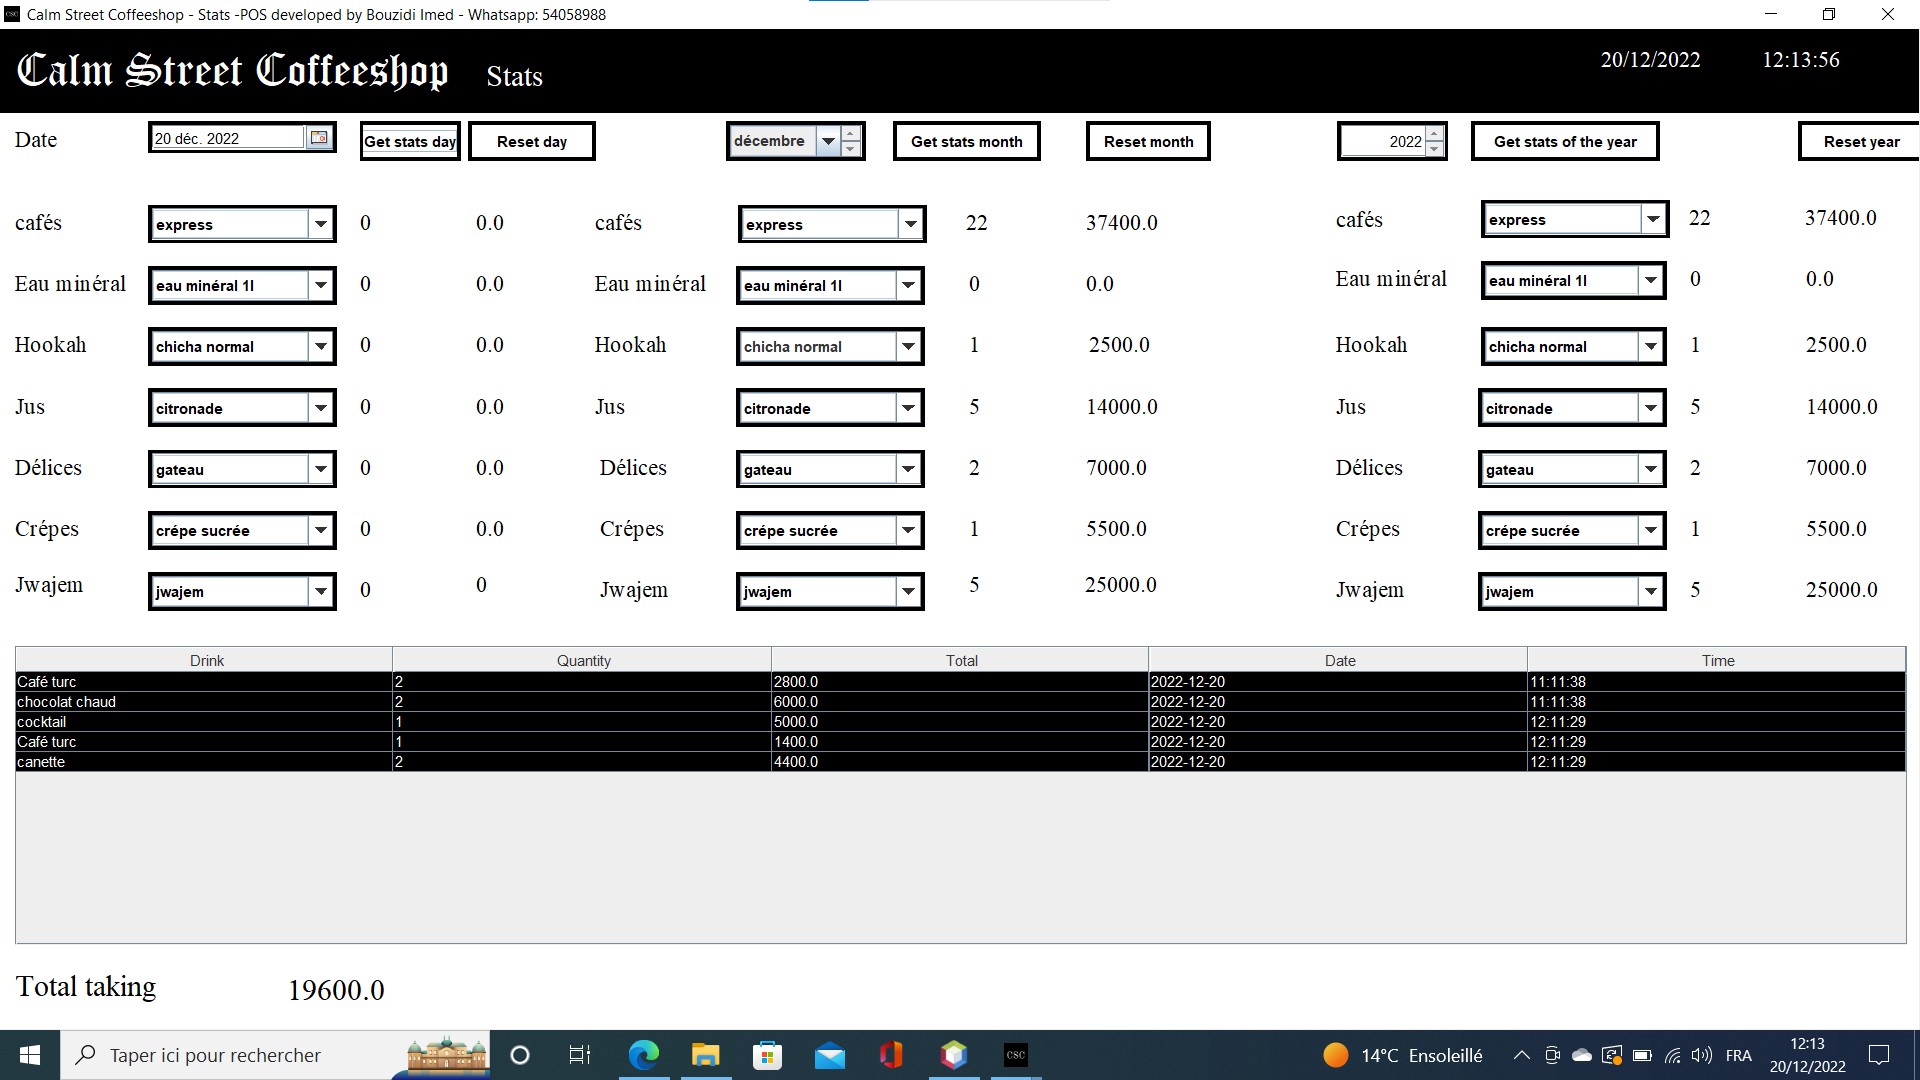 CSC Calm Street Coffeeshop - Stats -POS developed by Bouzidi Imed - Whatsapp: 54058988
Calm Street Coffeeshop Stats 20/12/2022 12:13:56
Date 20 déc. 2022 Get stats day Reset day décembre Get stats month Reset month 2022 Get stats of the year Reset year
cafés express 0 0.0 cafés express 22 37400.0 cafés express 22 37400.0
Eau minéral eau minéral 1l 0 0.0 Eau minéral eau minéral 1l 0 0.0 Eau minéral eau minéral 1l 0 0.0
Hookah chicha normal 0 0.0 Hookah chicha normal 1 2500.0 Hookah chicha normal 1 2500.0
Jus citronade 0 0.0 Jus citronade 5 14000.0 Jus citronade 5 14000.0
Délices gateau 0 0.0 Délices gateau 2 7000.0 Délices gateau 2 7000.0
Crépes crépe sucrée 0 0.0 Crépes crépe sucrée 1 5500.0 Crépes crépe sucrée 1 5500.0
Jwajem jwajem 0 0 Jwajem jwajem 5 25000.0 Jwajem jwajem 5 25000.0
Drink Quantity Total Date Time
Café turc 2 2800.0 2022-12-20 11:11:38
chocolat chaud 2 6000.0 2022-12-20 11:11:38
cocktail 1 5000.0 2022-12-20 12:11:29
Café turc 1 1400.0 2022-12-20 12:11:29
canette 2 4400.0 2022-12-20 12:11:29
Total taking 19600.0
Taper ici pour rechercher CSC 14°C Ensoleillé FRA 12:13
20/12/2022